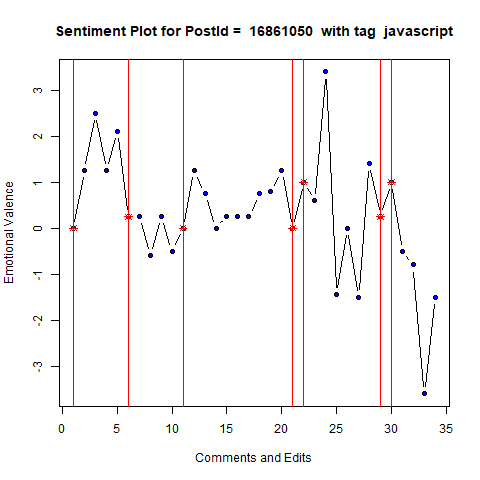 Sentiment Plot for PostId =  16861050  with tag  javascript
Emotional Valence
3
2
1
0
-1
-2
-3
0 5 10 15 20 25 30 35
Comments and Edits